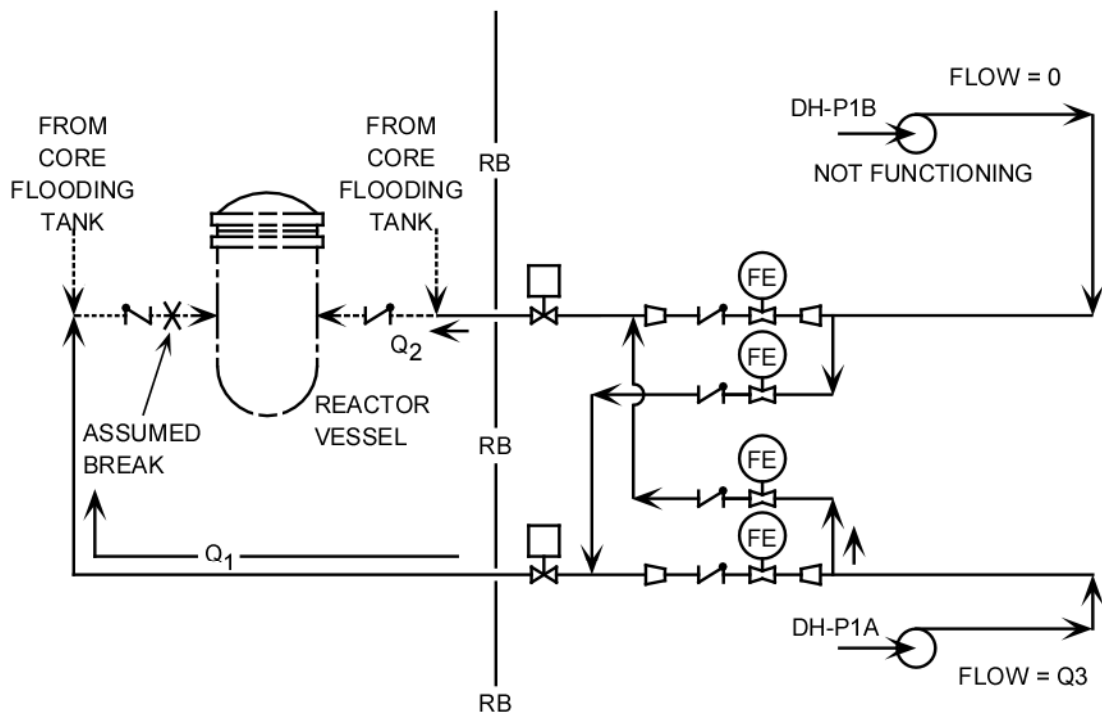 FLOW = 0
DH-P1B
NOT FUNCTIONING
FROM
CORE
FLOODING
TANK
FROM
CORE
FLOODING
TANK
RB
FE
Q2
FE
REACTOR
VESSEL
ASSUMED
BREAK
RB
FE
FE
Q1
DH-P1A
FLOW = Q3
RB